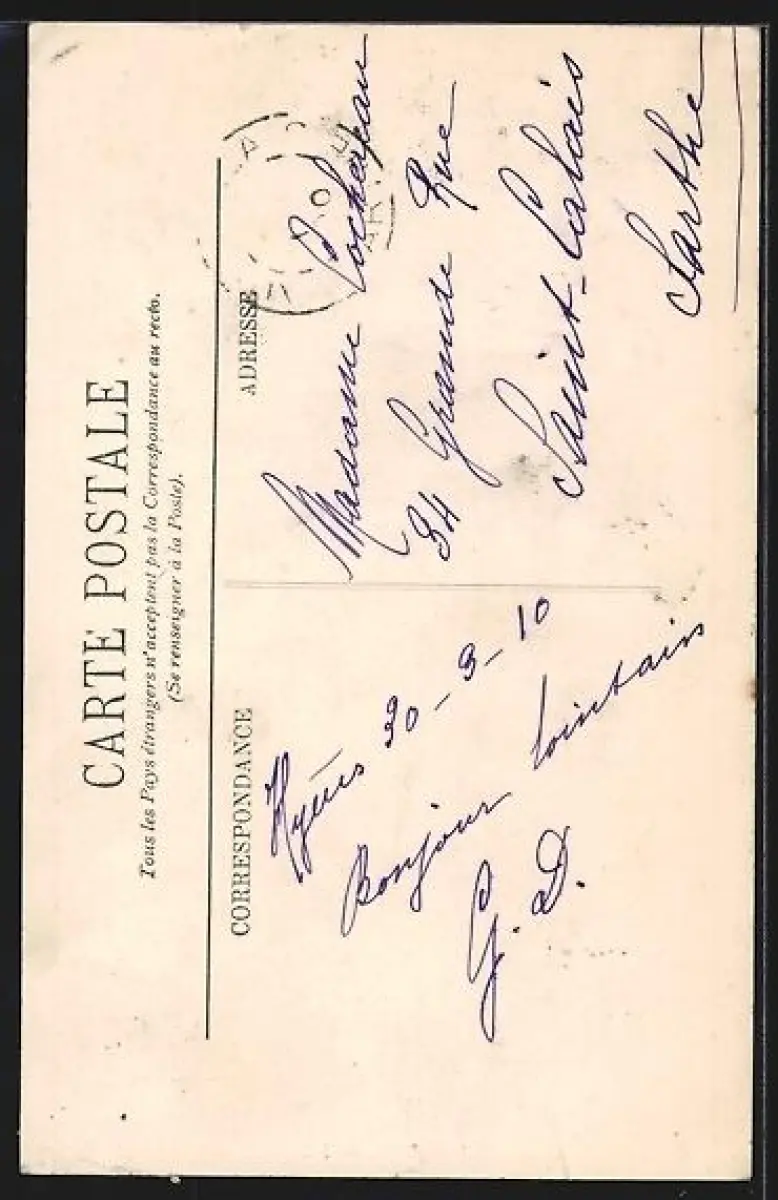 CARTE POSTALE
Tous les Pays étrangers n'acceptent pas la Correspondance au recto.
(Se renseigner à la Poste).
CORRESPONDANCE
Hyères 30-3-10
Bonjour lointain
G. D.
ADRESSE
Madame
34 Grande Rue
Saint-Calais
Sarthe